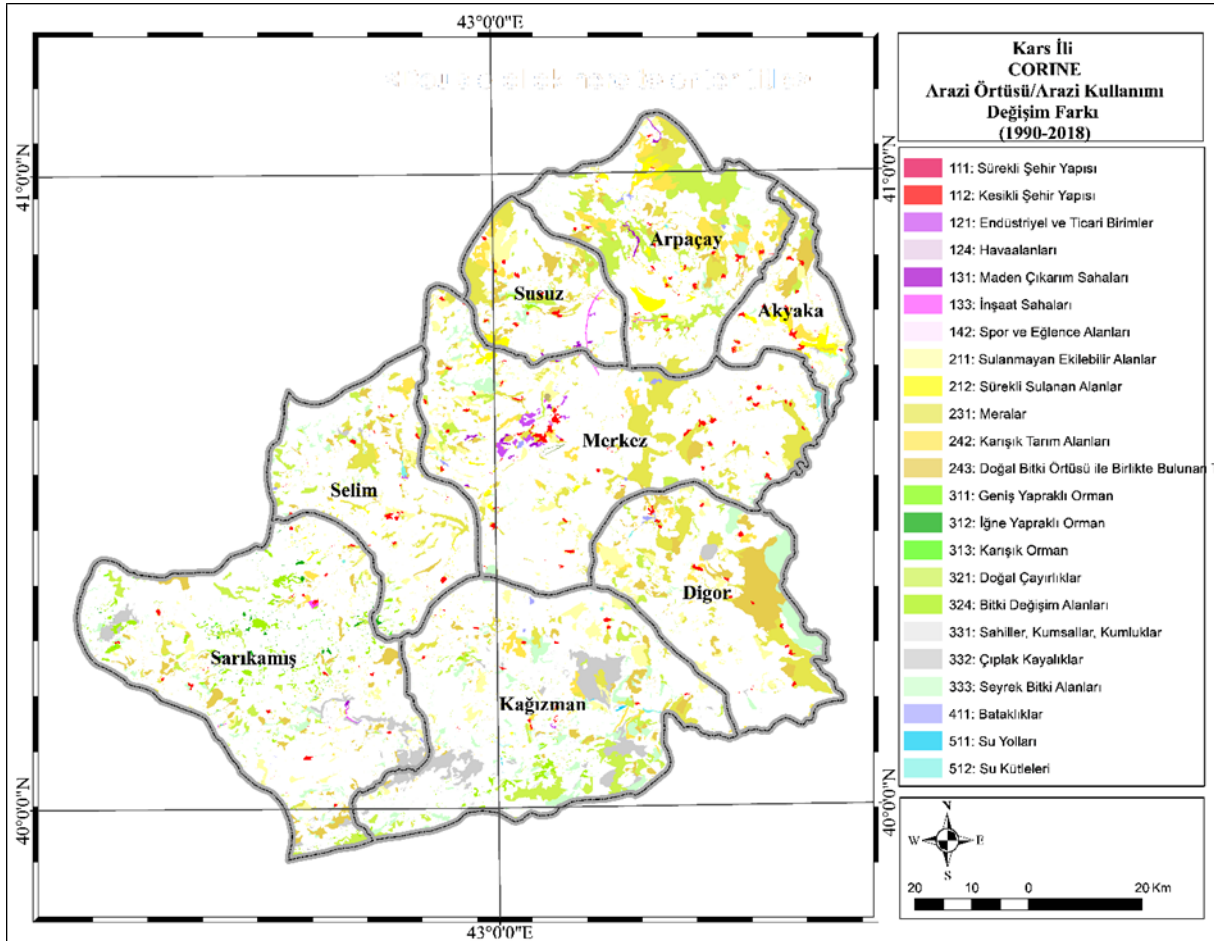 43°0'0"E
Kars İli
CORINE
Arazi Örtüsü/Arazi Kullanımı
Değişim Farkı
(1990-2018)
41°0'0"N
41°0'0"N
111: Sürekli Şehir Yapısı
112: Kesikli Şehir Yapısı
121: Endüstriyel ve Ticari Birimler
124: Havaalanları
131: Maden Çıkarım Sahaları
133: İnşaat Sahaları
142: Spor ve Eğlence Alanları
211: Sulanmayan Ekilebilir Alanlar
212: Sürekli Sulanan Alanlar
231: Meralar
242: Karışık Tarım Alanları
243: Doğal Bitki Örtüsü ile Birlikte Bulunan
311: Geniş Yapraklı Orman
312: İğne Yapraklı Orman
313: Karışık Orman
321: Doğal Çayırlıklar
324: Bitki Değişim Alanları
331: Sahiller, Kumsallar, Kumluklar
332: Çıplak Kayalıklar
333: Seyrek Bitki Alanları
411: Bataklıklar
511: Su Yolları
512: Su Kütleleri
Arpaçay
Susuz
Akyaka
Merkez
Selim
Digor
Sarıkamış
Kağızman
40°0'0"N
40°0'0"N
N
W E
S
20 10 0 20 Km
43°0'0"E